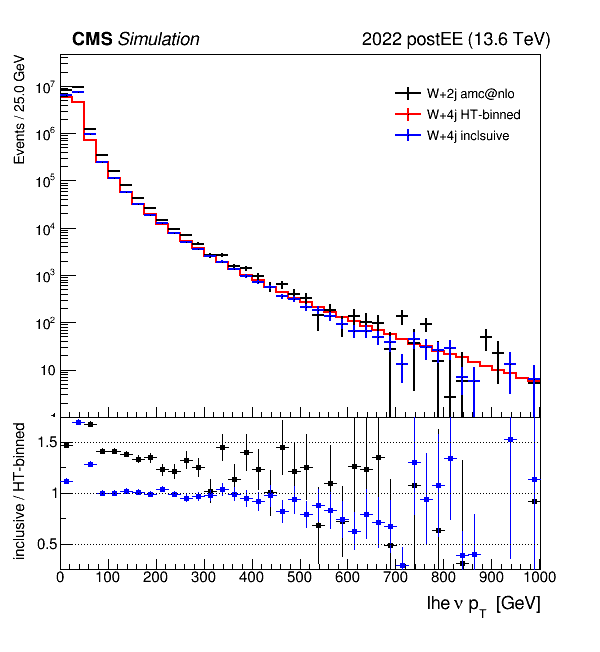 CMS Simulation
2022 postEE (13.6 TeV)
Events / 25.0 GeV
10^7
10^6
10^5
10^4
10^3
10^2
10
W+2j amc@nlo
W+4j HT-binned
W+4j inclsuive
inclusive / HT-binned
1.5
1
0.5
0 100 200 300 400 500 600 700 800 900 1000
lhe ν p_T [GeV]